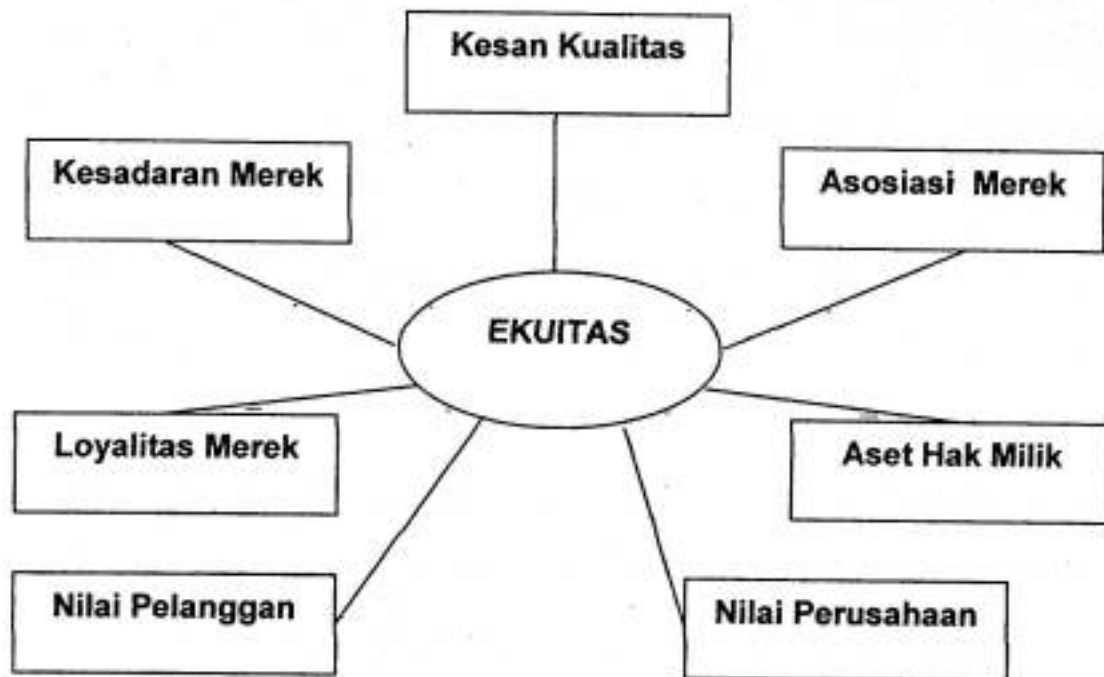 Kesan Kualitas
Kesadaran Merek
Asosiasi Merek
EKUITAS
Loyalitas Merek
Aset Hak Milik
Nilai Pelanggan
Nilai Perusahaan